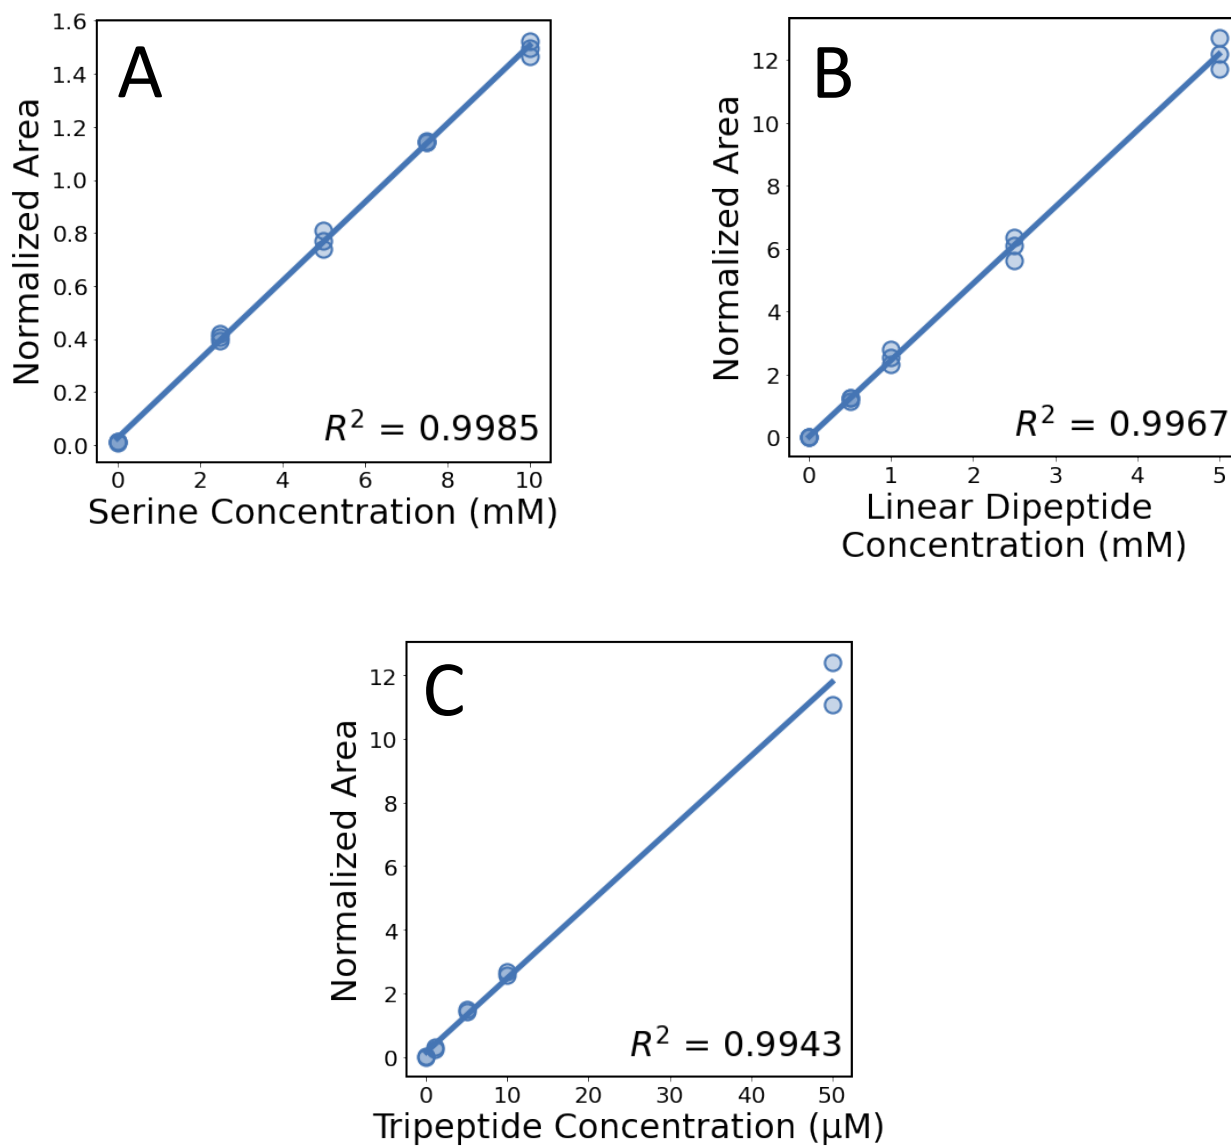 A
Normalized Area
1.6
1.4
1.2
1.0
0.8
0.6
0.4
0.2
0.0
R² = 0.9985
0 2 4 6 8 10
Serine Concentration (mM)
B
Normalized Area
12
10
8
6
4
2
0
R² = 0.9967
0 1 2 3 4 5
Linear Dipeptide
Concentration (mM)
C
Normalized Area
12
10
8
6
4
2
0
R² = 0.9943
0 10 20 30 40 50
Tripeptide Concentration (μM)